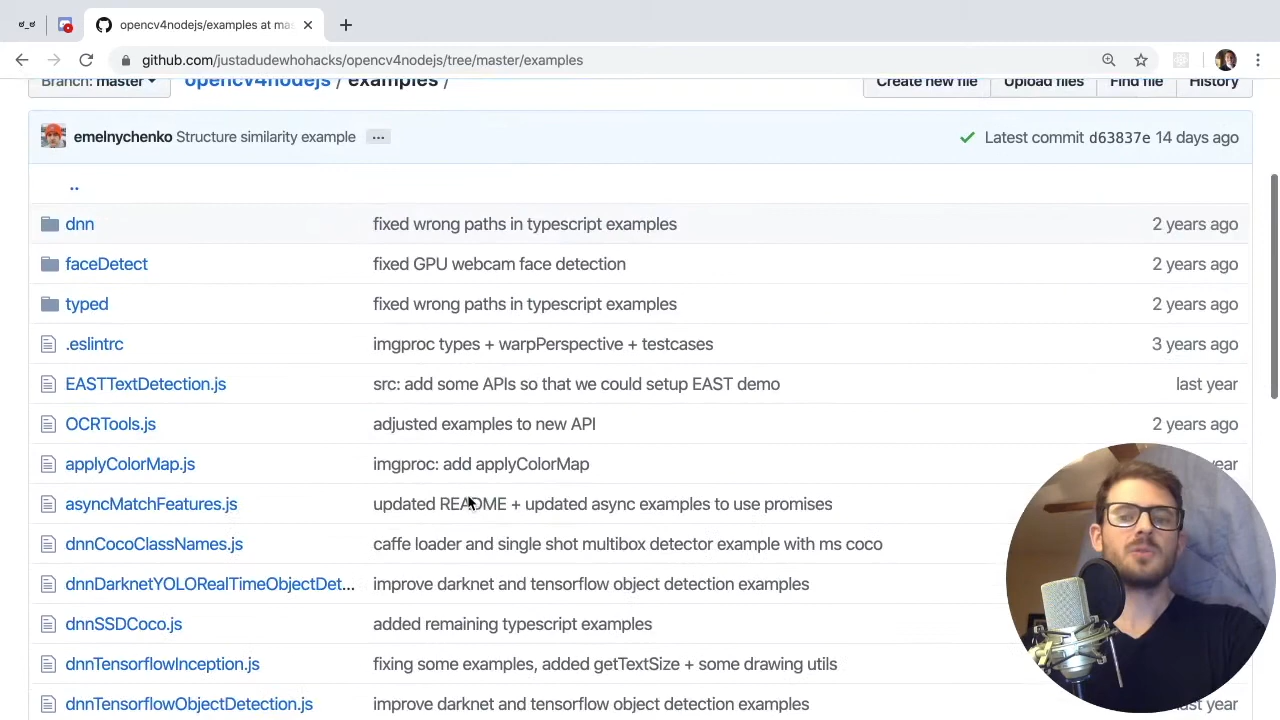 ಠ_ಠ
opencv4nodejs/examples at mas
github.com/justadudewhohacks/opencv4nodejs/tree/master/examples
Branch: master opencv4nodejs / examples / Create new file Upload files Find file History
emelnychenko Structure similarity example ... Latest commit d63837e 14 days ago
..
dnn fixed wrong paths in typescript examples 2 years ago
faceDetect fixed GPU webcam face detection 2 years ago
typed fixed wrong paths in typescript examples 2 years ago
.eslintrc imgproc types + warpPerspective + testcases 3 years ago
EASTTextDetection.js src: add some APIs so that we could setup EAST demo last year
OCRTools.js adjusted examples to new API 2 years ago
applyColorMap.js imgproc: add applyColorMap year
asyncMatchFeatures.js updated README + updated async examples to use promises
dnnCocoClassNames.js caffe loader and single shot multibox detector example with ms coco
dnnDarknetYOLORealTimeObjectDet... improve darknet and tensorflow object detection examples
dnnSSDCoco.js added remaining typescript examples
dnnTensorflowInception.js fixing some examples, added getTextSize + some drawing utils
dnnTensorflowObjectDetection.js improve darknet and tensorflow object detection examples last year